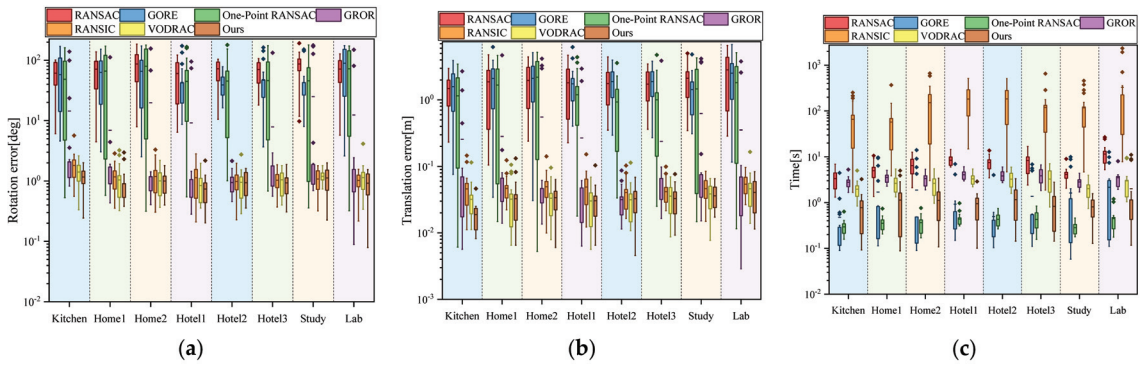 RANSAC GORE One-Point RANSAC GROR
RANSIC VODRAC Ours
Rotation error[deg]
10²
10¹
10⁰
10⁻¹
10⁻²
Kitchen Home1 Home2 Hotel1 Hotel2 Hotel3 Study Lab
(a)
RANSAC GORE One-Point RANSAC GROR
RANSIC VODRAC Ours
Translation error[m]
10⁰
10⁻¹
10⁻²
10⁻³
Kitchen Home1 Home2 Hotel1 Hotel2 Hotel3 Study Lab
(b)
RANSAC GORE One-Point RANSAC GROR
RANSIC VODRAC Ours
Time[s]
10³
10²
10¹
10⁰
10⁻¹
10⁻²
Kitchen Home1 Home2 Hotel1 Hotel2 Hotel3 Study Lab
(c)